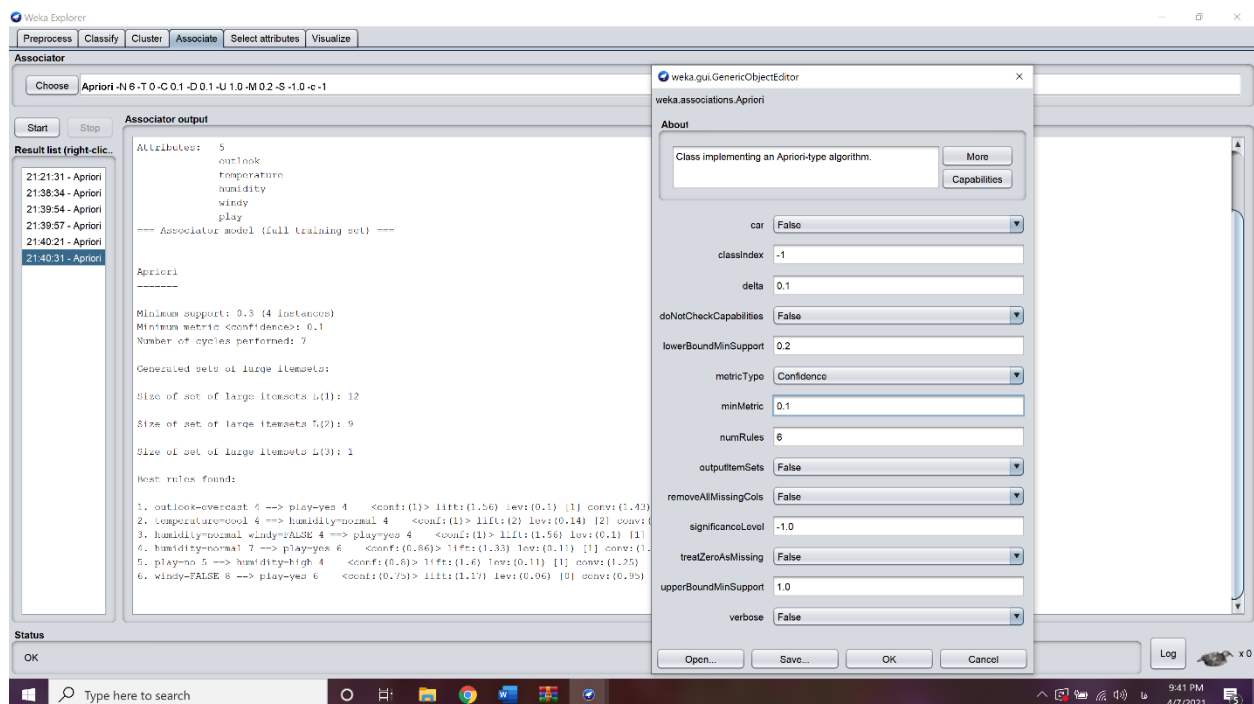 Weka Explorer
Preprocess Classify Cluster Associate Select attributes Visualize
Associator
Choose Apriori -N 6 -T 0 -C 0.1 -D 0.1 -U 1.0 -M 0.2 -S -1.0 -c -1
Start Stop
Result list (right-clic..
21:21:31 - Apriori
21:38:34 - Apriori
21:39:54 - Apriori
21:39:57 - Apriori
21:40:21 - Apriori
21:40:31 - Apriori
Associator output
Attributes: 5
outlook
temperature
humidity
windy
play
=== Associator model (full training set) ===
Apriori
=======
Minimum support: 0.3 (4 instances)
Minimum metric <confidence>: 0.1
Number of cycles performed: 7
Generated sets of large itemsets:
Size of set of large itemsets L(1): 12
Size of set of large itemsets L(2): 9
Size of set of large itemsets L(3): 1
Best rules found:
1. outlook=overcast 4 ==> play=yes 4 <conf:(1)> lift:(1.56) lev:(0.1) [1] conv:(1.43)
2. temperature=cool 4 ==> humidity=normal 4 <conf:(1)> lift:(2) lev:(0.14) [2] conv:(
3. humidity=normal windy=FALSE 4 ==> play=yes 4 <conf:(1)> lift:(1.56) lev:(0.1) [1]
4. humidity=normal 7 ==> play=yes 6 <conf:(0.86)> lift:(1.33) lev:(0.11) [1] conv:(1.
5. play=no 5 ==> humidity=high 4 <conf:(0.8)> lift:(1.6) lev:(0.11) [1] conv:(1.25)
6. windy=FALSE 8 ==> play=yes 6 <conf:(0.75)> lift:(1.17) lev:(0.06) [0] conv:(0.95)
weka.gui.GenericObjectEditor
weka.associations.Apriori
About
Class implementing an Apriori-type algorithm.
More
Capabilities
car False
classIndex -1
delta 0.1
doNotCheckCapabilities False
lowerBoundMinSupport 0.2
metricType Confidence
minMetric 0.1
numRules 6
outputItemSets False
removeAllMissingCols False
significanceLevel -1.0
treatZeroAsMissing False
upperBoundMinSupport 1.0
verbose False
Open... Save... OK Cancel
Status
OK
Log
x 0
Type here to search
9:41 PM
4/7/2021